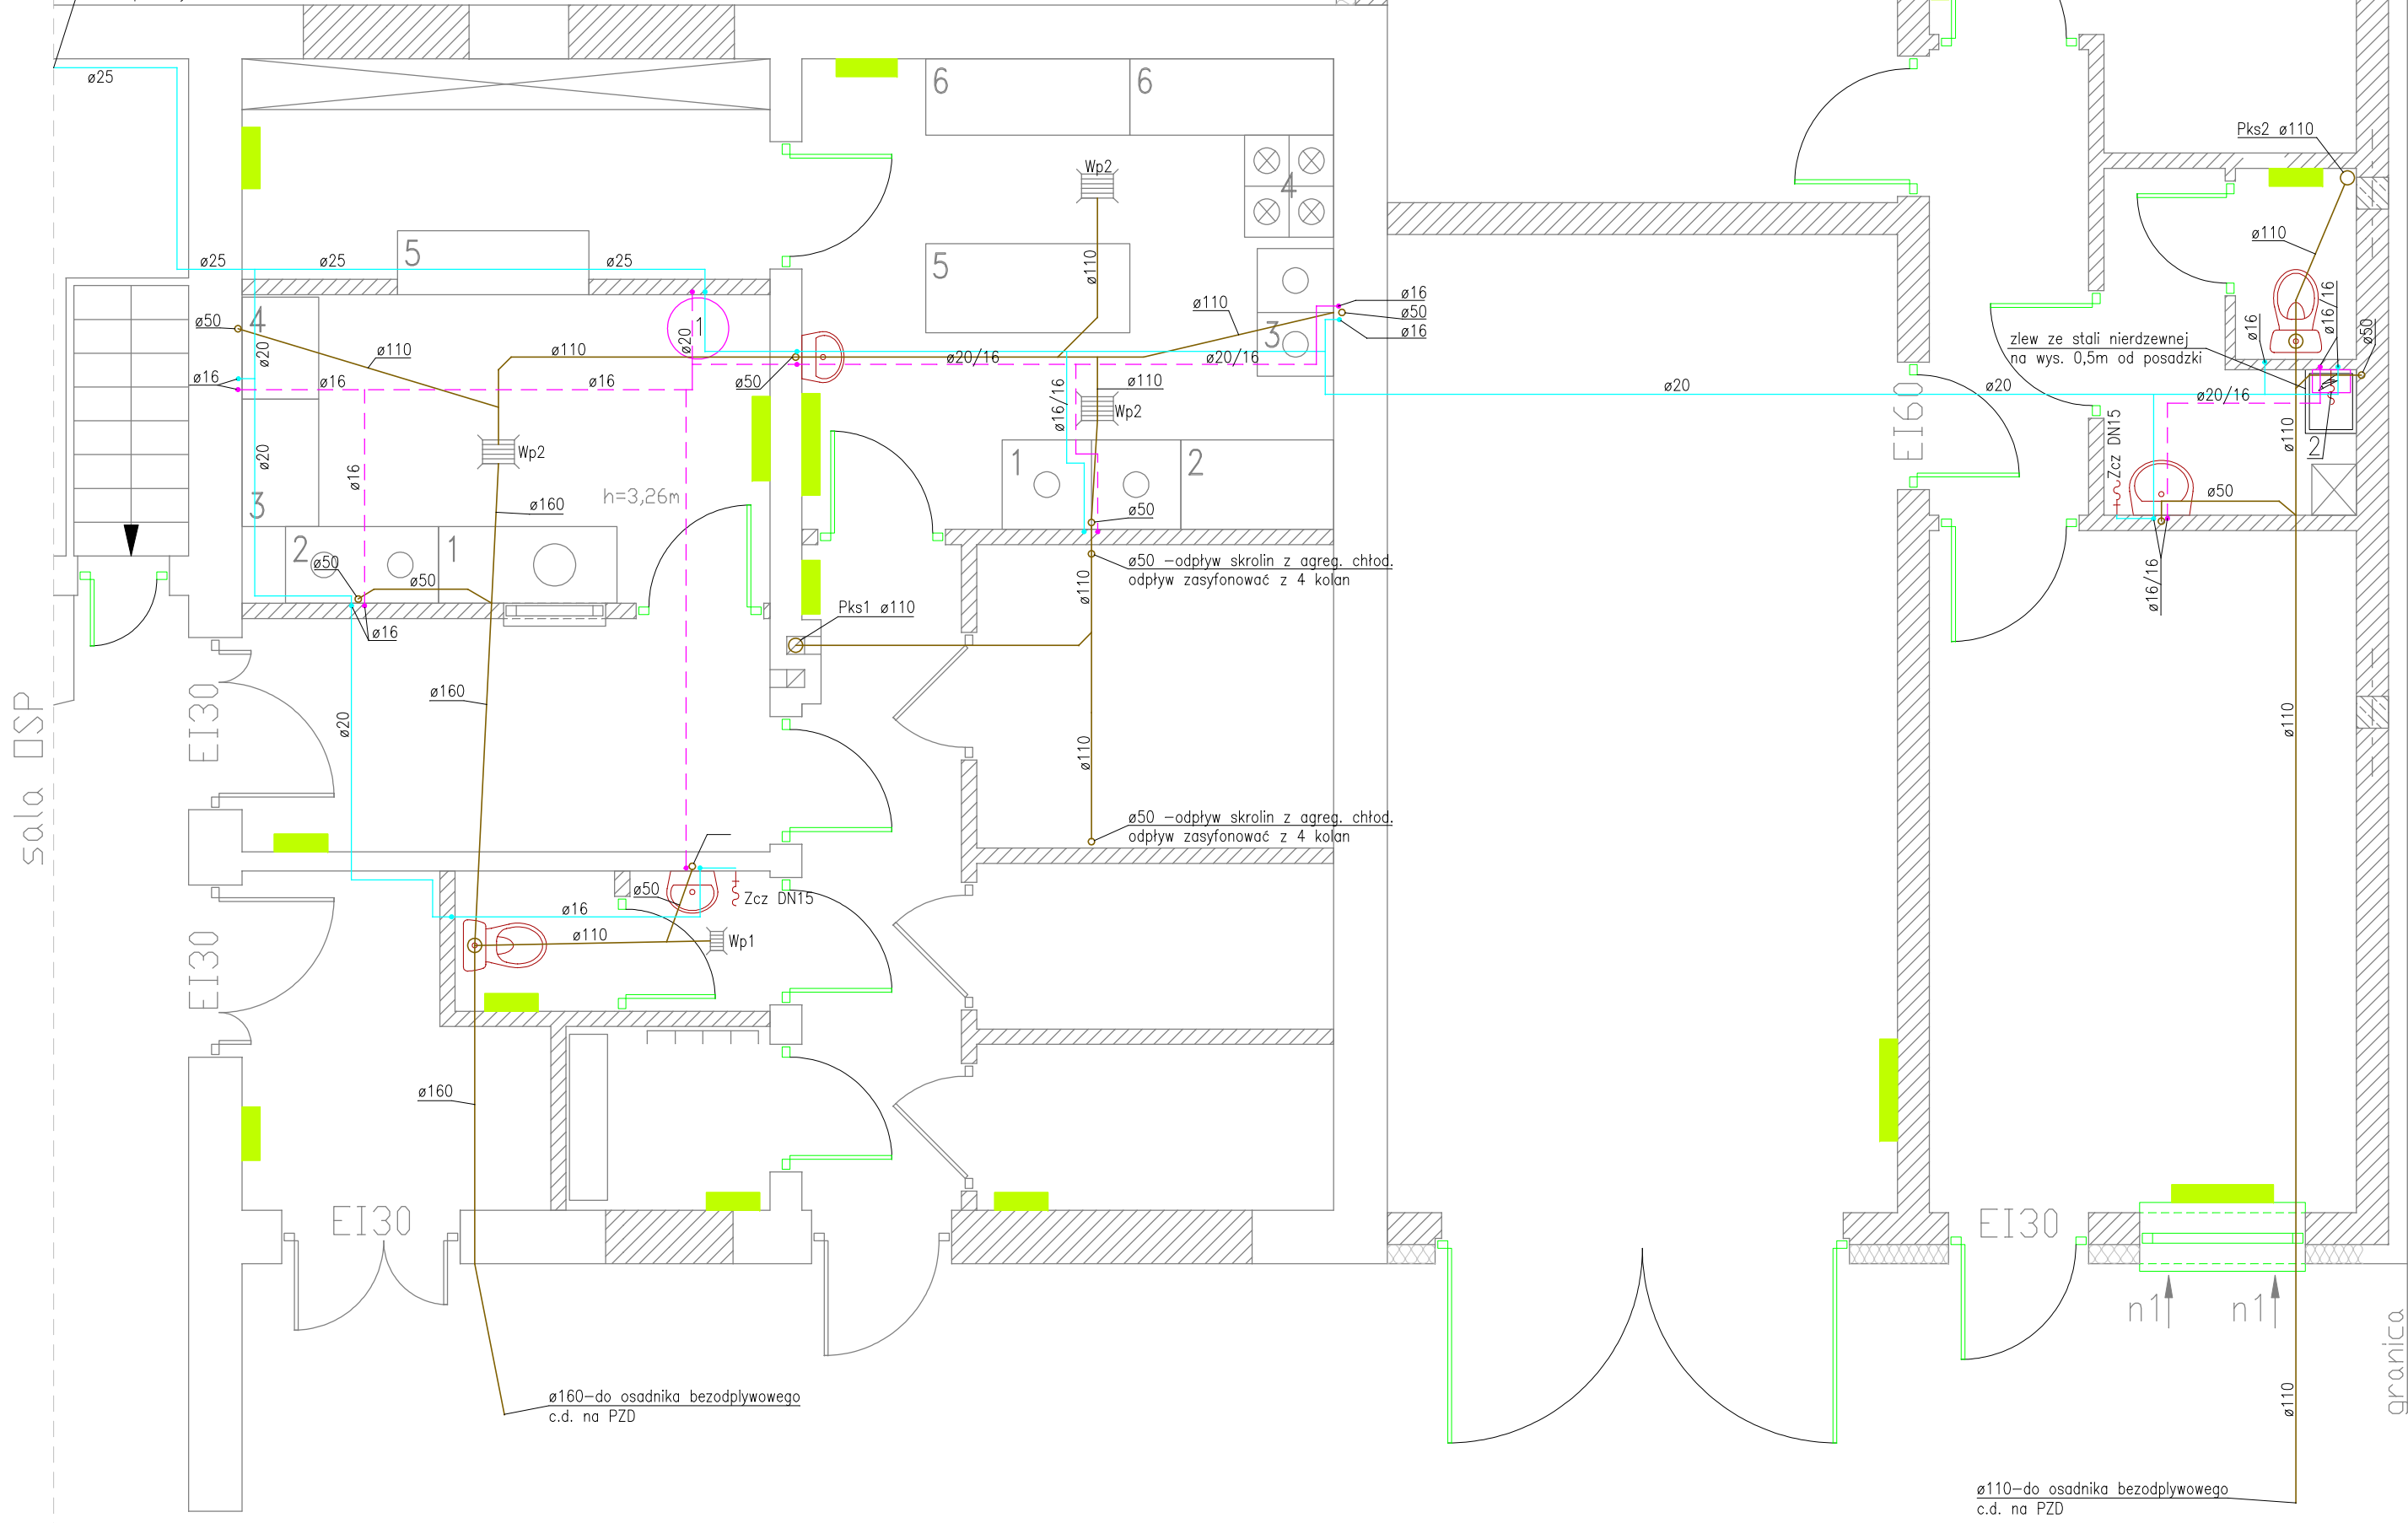 ø25
6
6
Wp2
4
Pks2 ø110
ø110
ø25
ø25
ø25
5
5
ø110
ø16
ø50
ø16
ø110
3
ø50
4
ø20
ø110
ø20
1
ø110
ø16
ø16
ø16
ø50
ø20/16
ø20/16
ø16/16
ø110
Wp2
ø20
EI60
ø20
zlew ze stali nierdzewnej
na wys. 0,5m od posadzki
ø16
ø16/16
ø50
ø20/16
ø110
Zcz DN15
2
ø50
ø16/16
ø20
ø16
3
Wp2
h=3,26m
ø160
1
2
ø50
2
1
ø50
ø50
ø16
ø50 -odpływ skrolin z agreg. chłod.
odpływ zasyfonować z 4 kolan
ø110
Pks1 ø110
sala OSP
EI30
ø160
ø20
ø110
ø110
ø50 -odpływ skrolin z agreg. chłod.
odpływ zasyfonować z 4 kolan
ø50
Zcz DN15
ø16
ø110
Wp1
EI30
ø160
EI30
EI30
n1
n1
granica
ø160-do osadnika bezodplywowego
c.d. na PZD
ø110
ø110-do osadnika bezodplywowego
c.d. na PZD